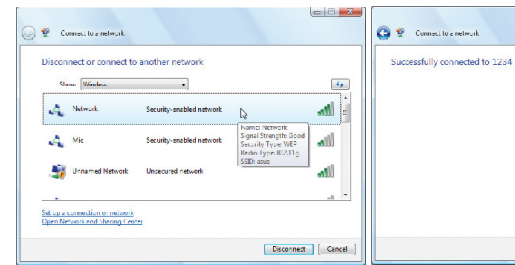 Connect to a network
Disconnect or connect to another network
Show Wireless
Network Security-enabled network
Name: Network
Signal Strength: Good
Security Type: WEP
Radio Type: 802.11g
SSID: asus
Mic Security-enabled network
Unnamed Network Unsecured network
Set up a connection or network
Open Network and Sharing Center
Disconnect Cancel
Connect to a network
Successfully connected to 1234